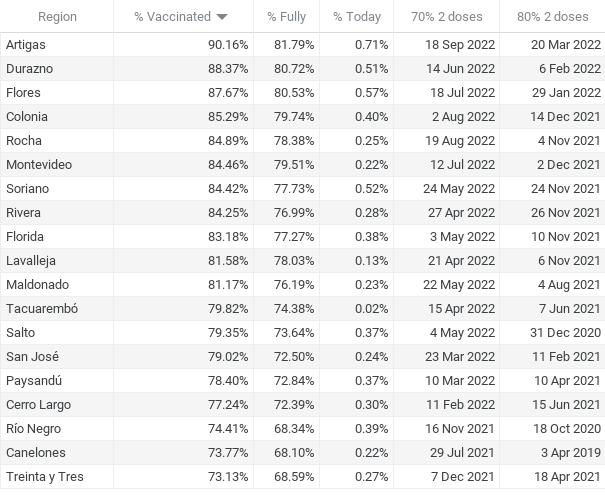 Region % Vaccinated % Fully % Today 70% 2 doses 80% 2 doses
Artigas 90.16% 81.79% 0.71% 18 Sep 2022 20 Mar 2022
Durazno 88.37% 80.72% 0.51% 14 Jun 2022 6 Feb 2022
Flores 87.67% 80.53% 0.57% 18 Jul 2022 29 Jan 2022
Colonia 85.29% 79.74% 0.40% 2 Aug 2022 14 Dec 2021
Rocha 84.89% 78.38% 0.25% 19 Aug 2022 4 Nov 2021
Montevideo 84.46% 79.51% 0.22% 12 Jul 2022 2 Dec 2021
Soriano 84.42% 77.73% 0.52% 24 May 2022 24 Nov 2021
Rivera 84.25% 76.99% 0.28% 27 Apr 2022 26 Nov 2021
Florida 83.18% 77.27% 0.38% 3 May 2022 10 Nov 2021
Lavalleja 81.58% 78.03% 0.13% 21 Apr 2022 6 Nov 2021
Maldonado 81.17% 76.19% 0.23% 22 May 2022 4 Aug 2021
Tacuarembó 79.82% 74.38% 0.02% 15 Apr 2022 7 Jun 2021
Salto 79.35% 73.64% 0.37% 4 May 2022 31 Dec 2020
San José 79.02% 72.50% 0.24% 23 Mar 2022 11 Feb 2021
Paysandú 78.40% 72.84% 0.37% 10 Mar 2022 10 Apr 2021
Cerro Largo 77.24% 72.39% 0.30% 11 Feb 2022 15 Jun 2021
Río Negro 74.41% 68.34% 0.39% 16 Nov 2021 18 Oct 2020
Canelones 73.77% 68.10% 0.22% 29 Jul 2021 3 Apr 2019
Treinta y Tres 73.13% 68.59% 0.27% 7 Dec 2021 18 Apr 2021